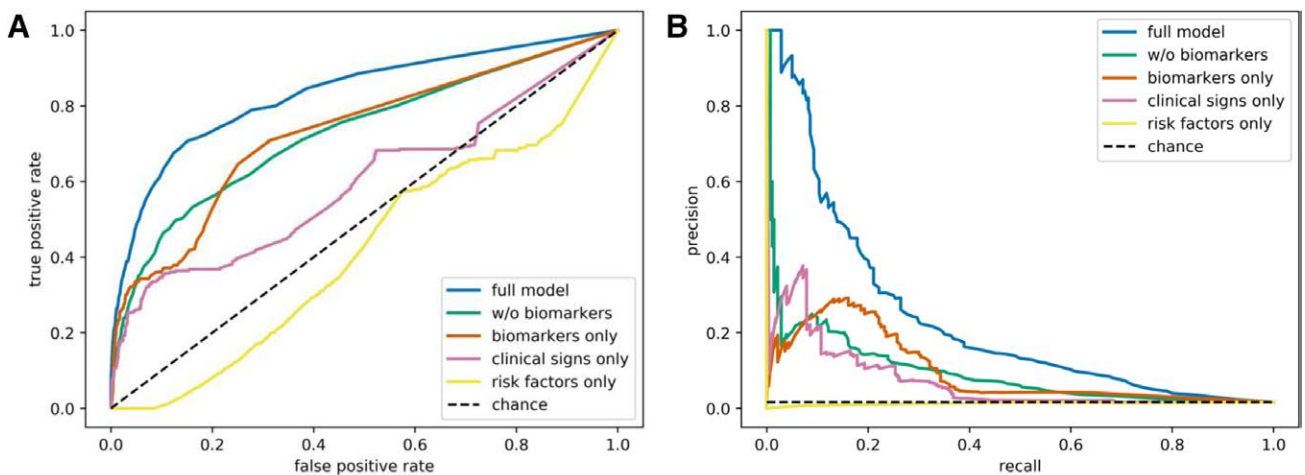 A
1.0
0.8
0.6
0.4
0.2
0.0
true positive rate
0.0 0.2 0.4 0.6 0.8 1.0
false positive rate
full model
w/o biomarkers
biomarkers only
clinical signs only
risk factors only
chance
B
1.0
0.8
0.6
0.4
0.2
0.0
precision
0.0 0.2 0.4 0.6 0.8 1.0
recall
full model
w/o biomarkers
biomarkers only
clinical signs only
risk factors only
chance